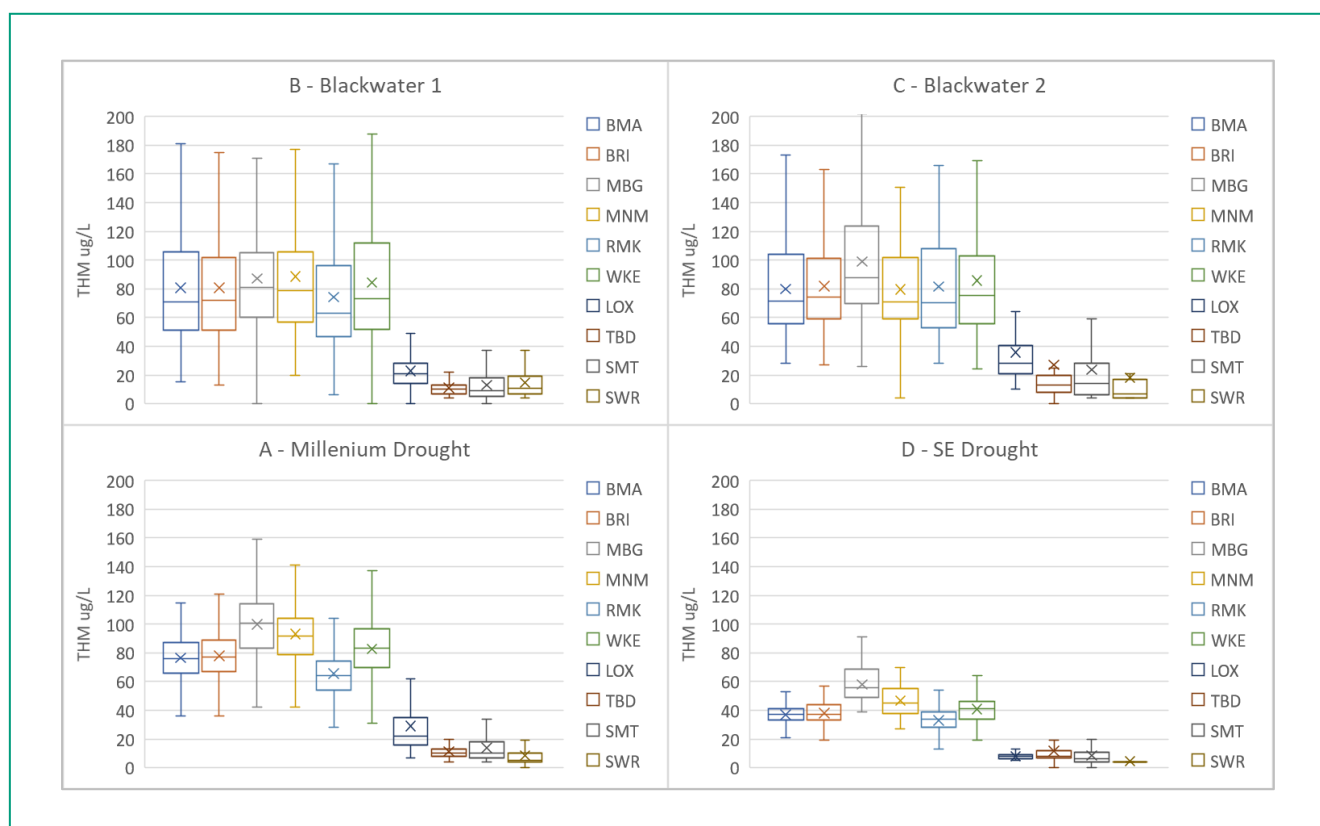 B - Blackwater 1
THM ug/L
200
180
160
140
120
100
80
60
40
20
0
BMA
BRI
MBG
MNM
RMK
WKE
LOX
TBD
SMT
SWR
C - Blackwater 2
THM ug/L
200
180
160
140
120
100
80
60
40
20
0
BMA
BRI
MBG
MNM
RMK
WKE
LOX
TBD
SMT
SWR
A - Millenium Drought
THM ug/L
200
180
160
140
120
100
80
60
40
20
0
BMA
BRI
MBG
MNM
RMK
WKE
LOX
TBD
SMT
SWR
D - SE Drought
THM ug/L
200
180
160
140
120
100
80
60
40
20
0
BMA
BRI
MBG
MNM
RMK
WKE
LOX
TBD
SMT
SWR